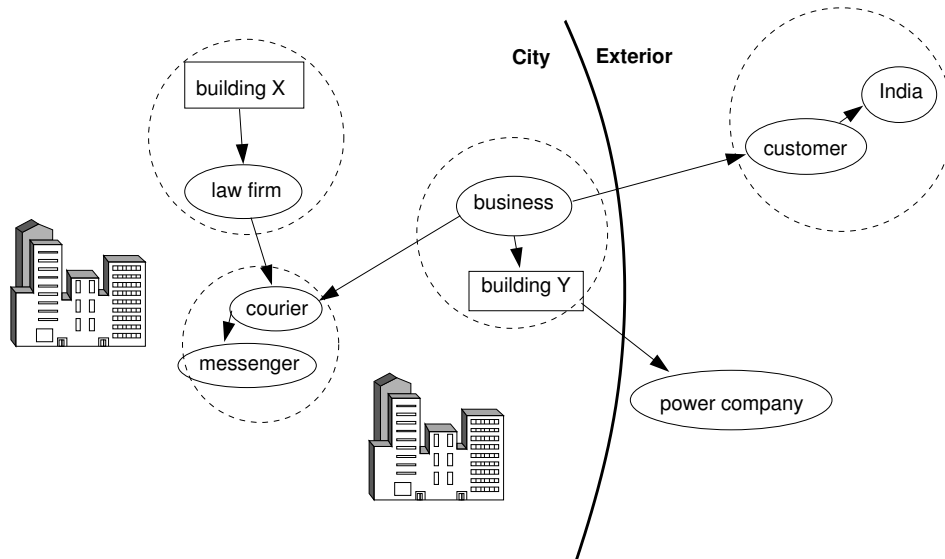 City
Exterior
building X
India
customer
law firm
business
building Y
courier
messenger
power company